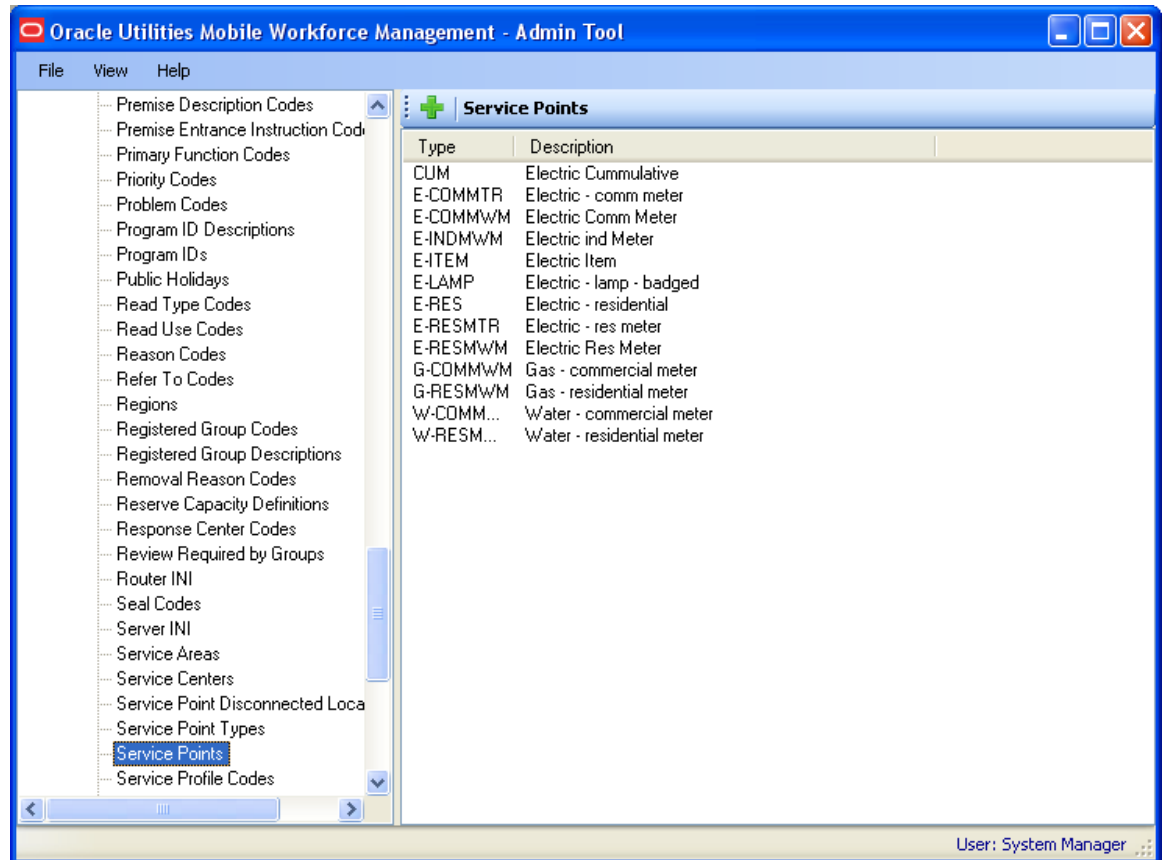 Oracle Utilities Mobile Workforce Management - Admin Tool
File View Help
Premise Description Codes
Premise Entrance Instruction Code
Primary Function Codes
Priority Codes
Problem Codes
Program ID Descriptions
Program IDs
Public Holidays
Read Type Codes
Read Use Codes
Reason Codes
Refer To Codes
Regions
Registered Group Codes
Registered Group Descriptions
Removal Reason Codes
Reserve Capacity Definitions
Response Center Codes
Review Required by Groups
Router INI
Seal Codes
Server INI
Service Areas
Service Centers
Service Point Disconnected Loca
Service Point Types
Service Points
Service Profile Codes
Service Points
Type Description
CUM Electric Cummulative
E-COMMTR Electric - comm meter
E-COMMWM Electric Comm Meter
E-INDMWM Electric ind Meter
E-ITEM Electric Item
E-LAMP Electric - lamp - badged
E-RES Electric - residential
E-RESMTR Electric - res meter
E-RESMWM Electric Res Meter
G-COMMWM Gas - commercial meter
G-RESMWM Gas - residential meter
W-COMM... Water - commercial meter
W-RESM... Water - residential meter
User: System Manager